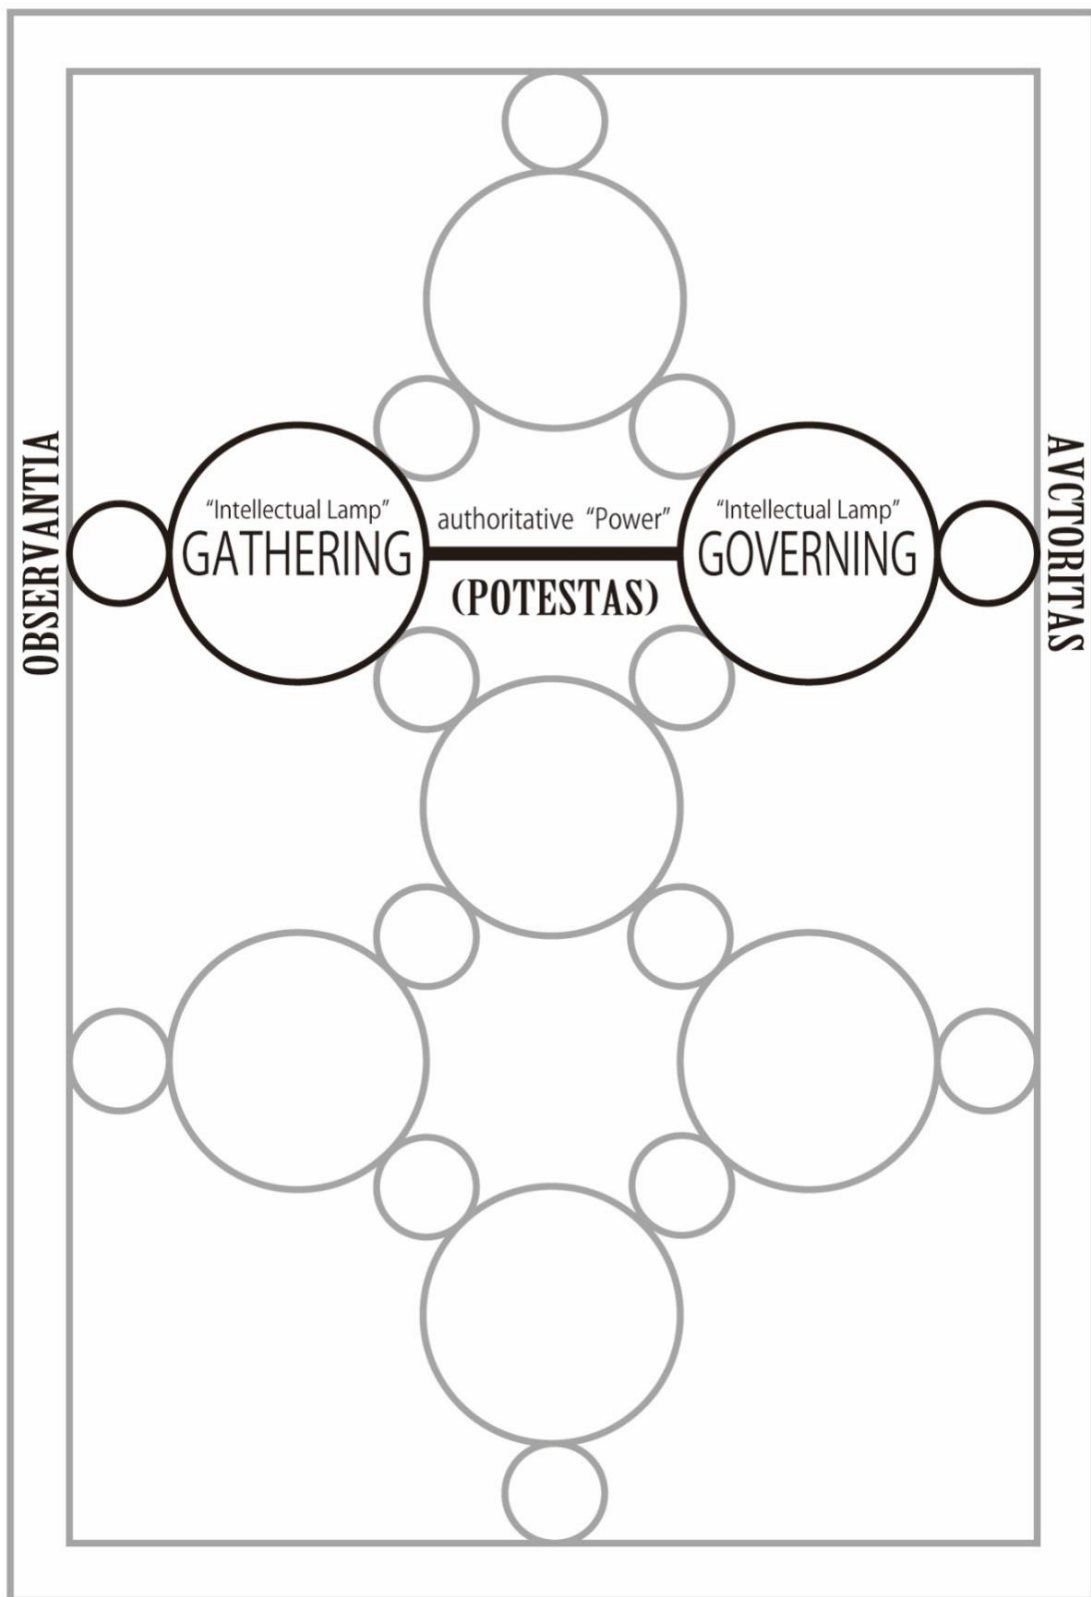 OBSERVANTIA
“Intellectual Lamp”
GATHERING
authoritative “Power”
(POTESTAS)
“Intellectual Lamp”
GOVERNING
AVCTORITAS